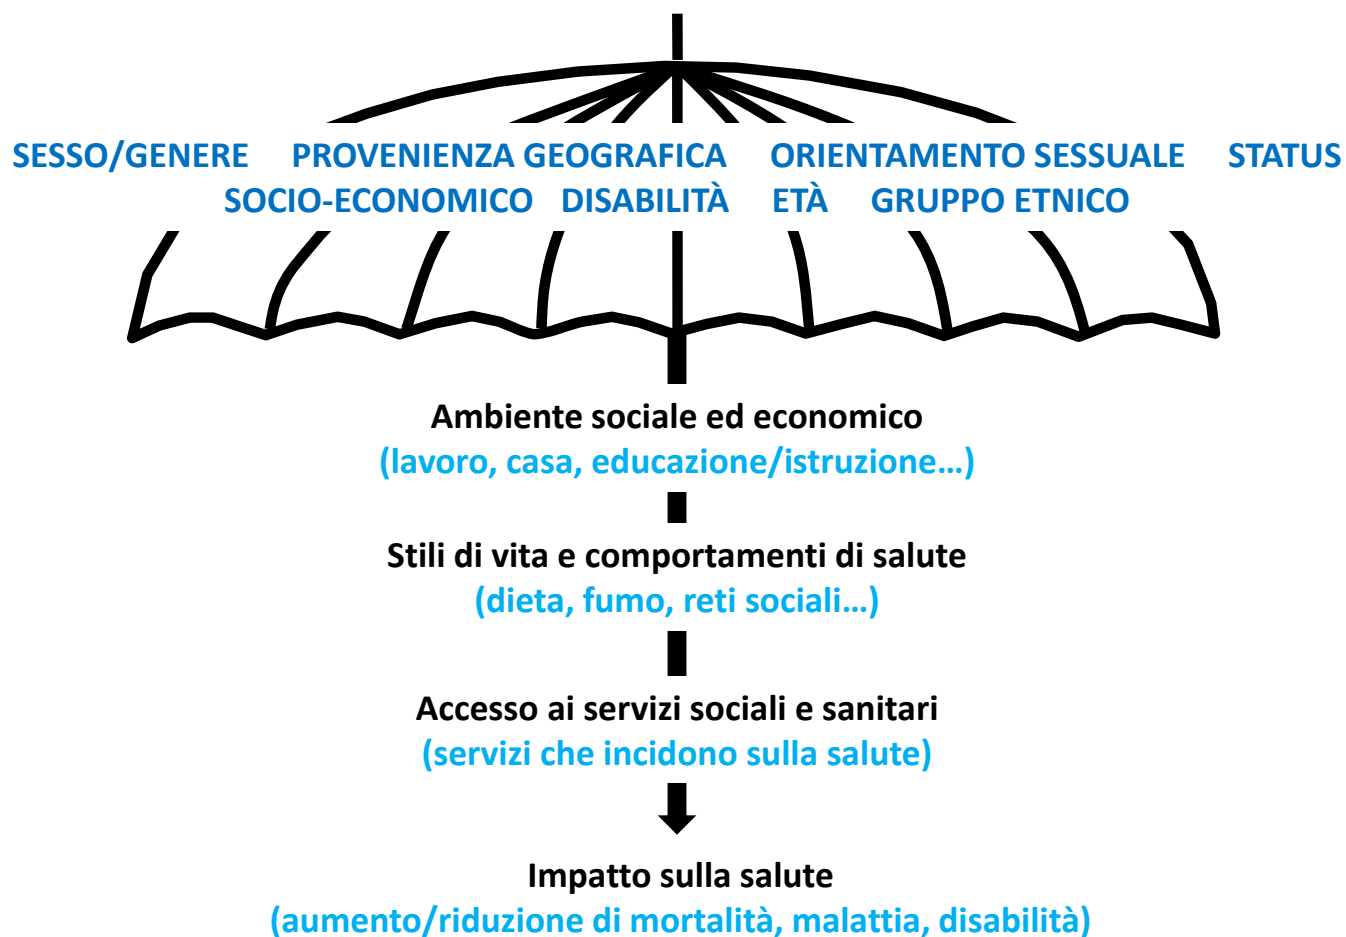 SESSO/GENERE PROVENIENZA GEOGRAFICA ORIENTAMENTO SESSUALE STATUS
SOCIO-ECONOMICO DISABILITÀ ETÀ GRUPPO ETNICO
Ambiente sociale ed economico
(lavoro, casa, educazione/istruzione…)
Stili di vita e comportamenti di salute
(dieta, fumo, reti sociali…)
Accesso ai servizi sociali e sanitari
(servizi che incidono sulla salute)
Impatto sulla salute
(aumento/riduzione di mortalità, malattia, disabilità)